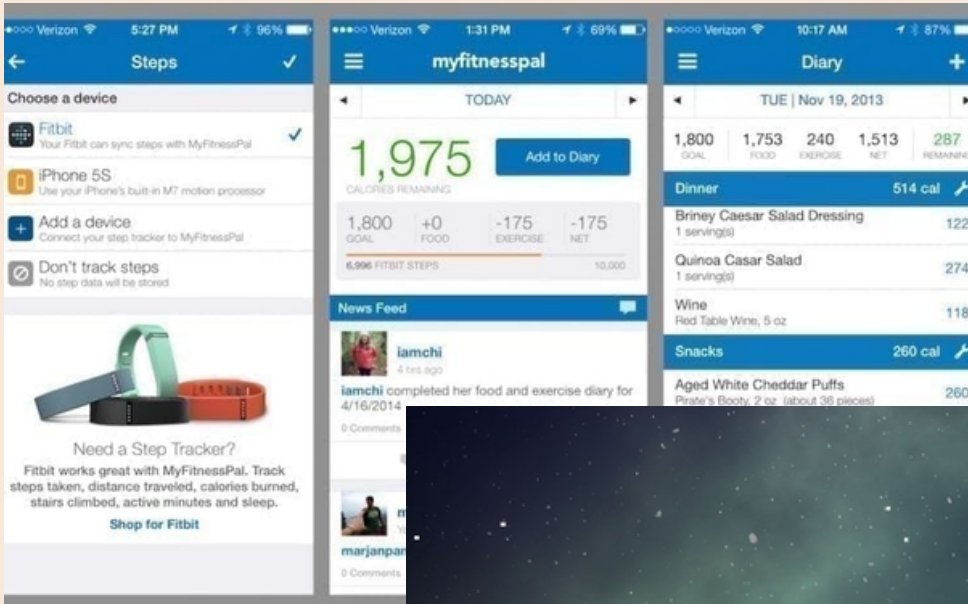 Verizon 5:27 PM 96%
Steps
Choose a device
Fitbit
Your Fitbit can sync steps with MyFitnessPal
iPhone 5S
Use your iPhone's built-in M7 motion processor
Add a device
Connect your step tracker to MyFitnessPal
Don't track steps
No step data will be stored
Need a Step Tracker?
Fitbit works great with MyFitnessPal. Track
steps taken, distance traveled, calories burned,
stairs climbed, active minutes and sleep.
Shop for Fitbit
Verizon 1:31 PM 69%
myfitnesspal
TODAY
1,975
Add to Diary
CALORIES REMAINING
1,800 +0 -175 -175
GOAL FOOD EXERCISE NET
6,996 FITBIT STEPS 10,000
News Feed
iamchi
4 hrs ago
iamchi completed her food and exercise diary for
4/16/2014
0 Comments
m
marjanpar
0 Comments
Verizon 10:17 AM 87%
Diary
TUE | Nov 19, 2013
1,800 1,753 240 1,513 287
GOAL FOOD EXERCISE NET REMAINING
Dinner 514 cal
Briney Caesar Salad Dressing 122
1 serving(s)
Quinoa Casar Salad 274
1 serving(s)
Wine 118
Red Table Wine, 5 oz
Snacks 260 cal
Aged White Cheddar Puffs 260
Pirate's Booty, 2 oz (about 36 pieces)